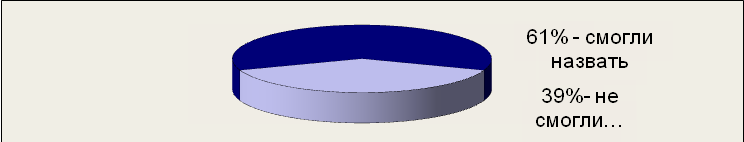 61% - смогли
назвать
39%- не
смогли...